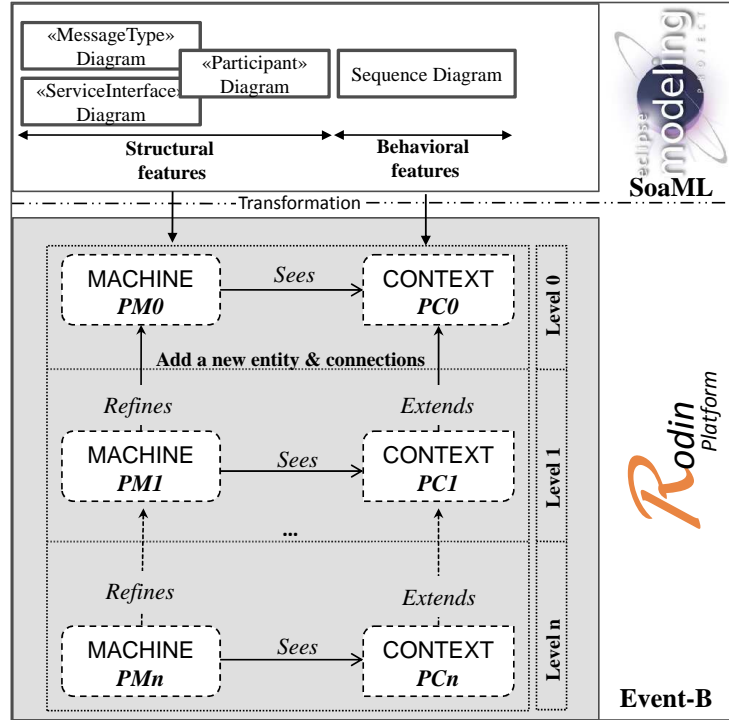 «MessageType»
Diagram
«ServiceInterface»
Diagram
«Participant»
Diagram
Sequence Diagram
Structural
features
Behavioral
features
eclipse
modeling
PROJECT
SoaML
Transformation
MACHINE
PM0
Sees
CONTEXT
PC0
Level 0
Add a new entity & connections
Refines
Extends
MACHINE
PM1
Sees
CONTEXT
PC1
Level 1
...
Refines
Extends
MACHINE
PMn
Sees
CONTEXT
PCn
Level n
Rodin
Platform
Event-B